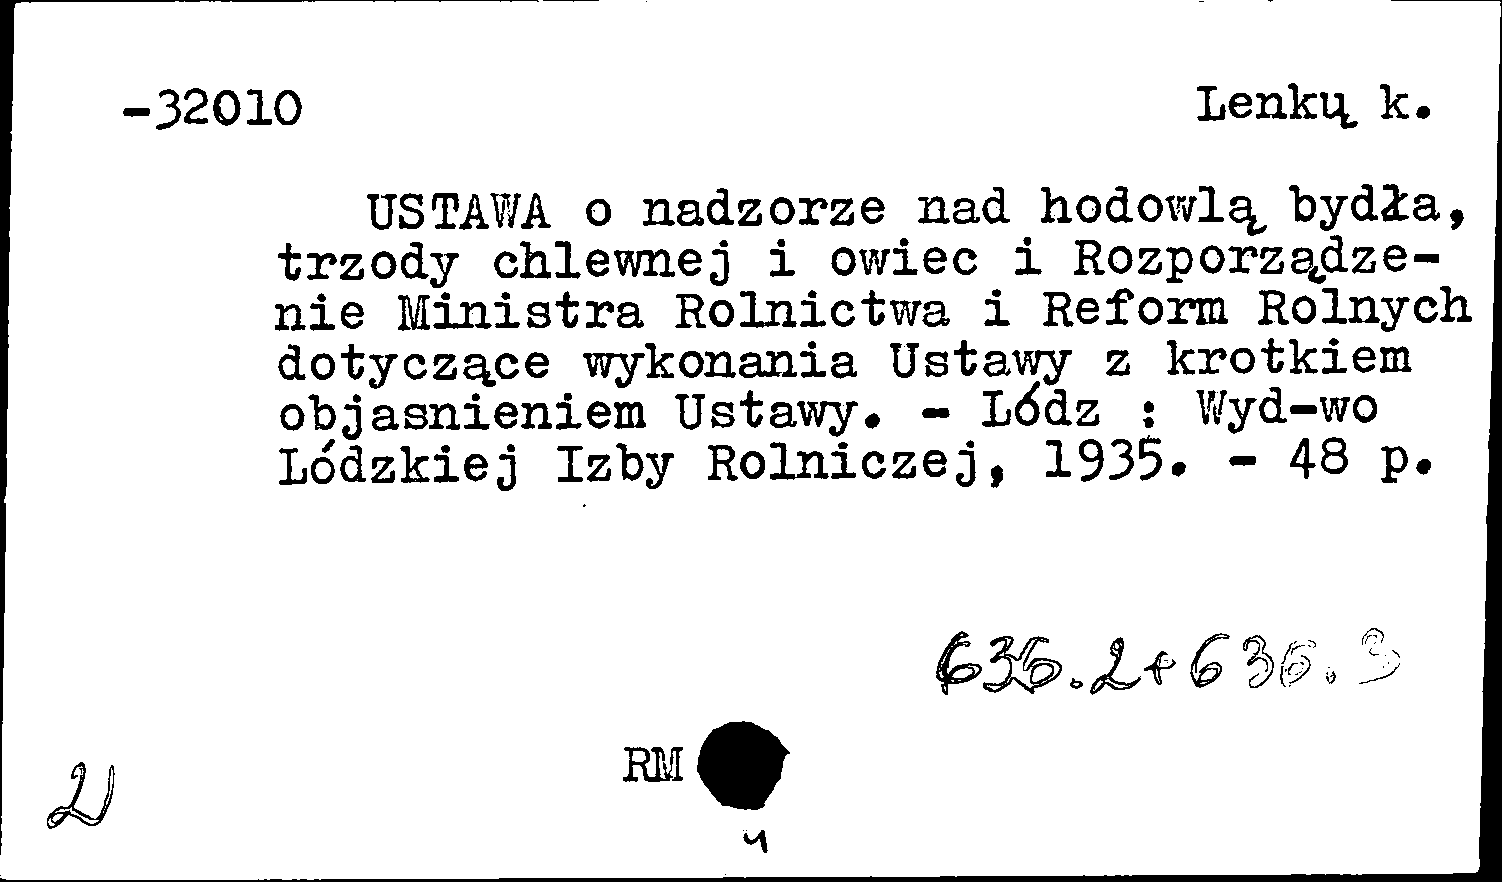 -32010 Lenkų k.
USTAWA o nadzorze nad hodowlą bydła,
trzody chlewnej i owiec i Rozporządze-
nie Ministra Rolnictwa i Reform Rolnych
dotyczące wykonania Ustawy z krotkiem
objasnieniem Ustawy. - Lódz : Wyd-wo
Lódzkiej Izby Rolniczej, 1935. - 48 p.
636.2+636.3
RM
4